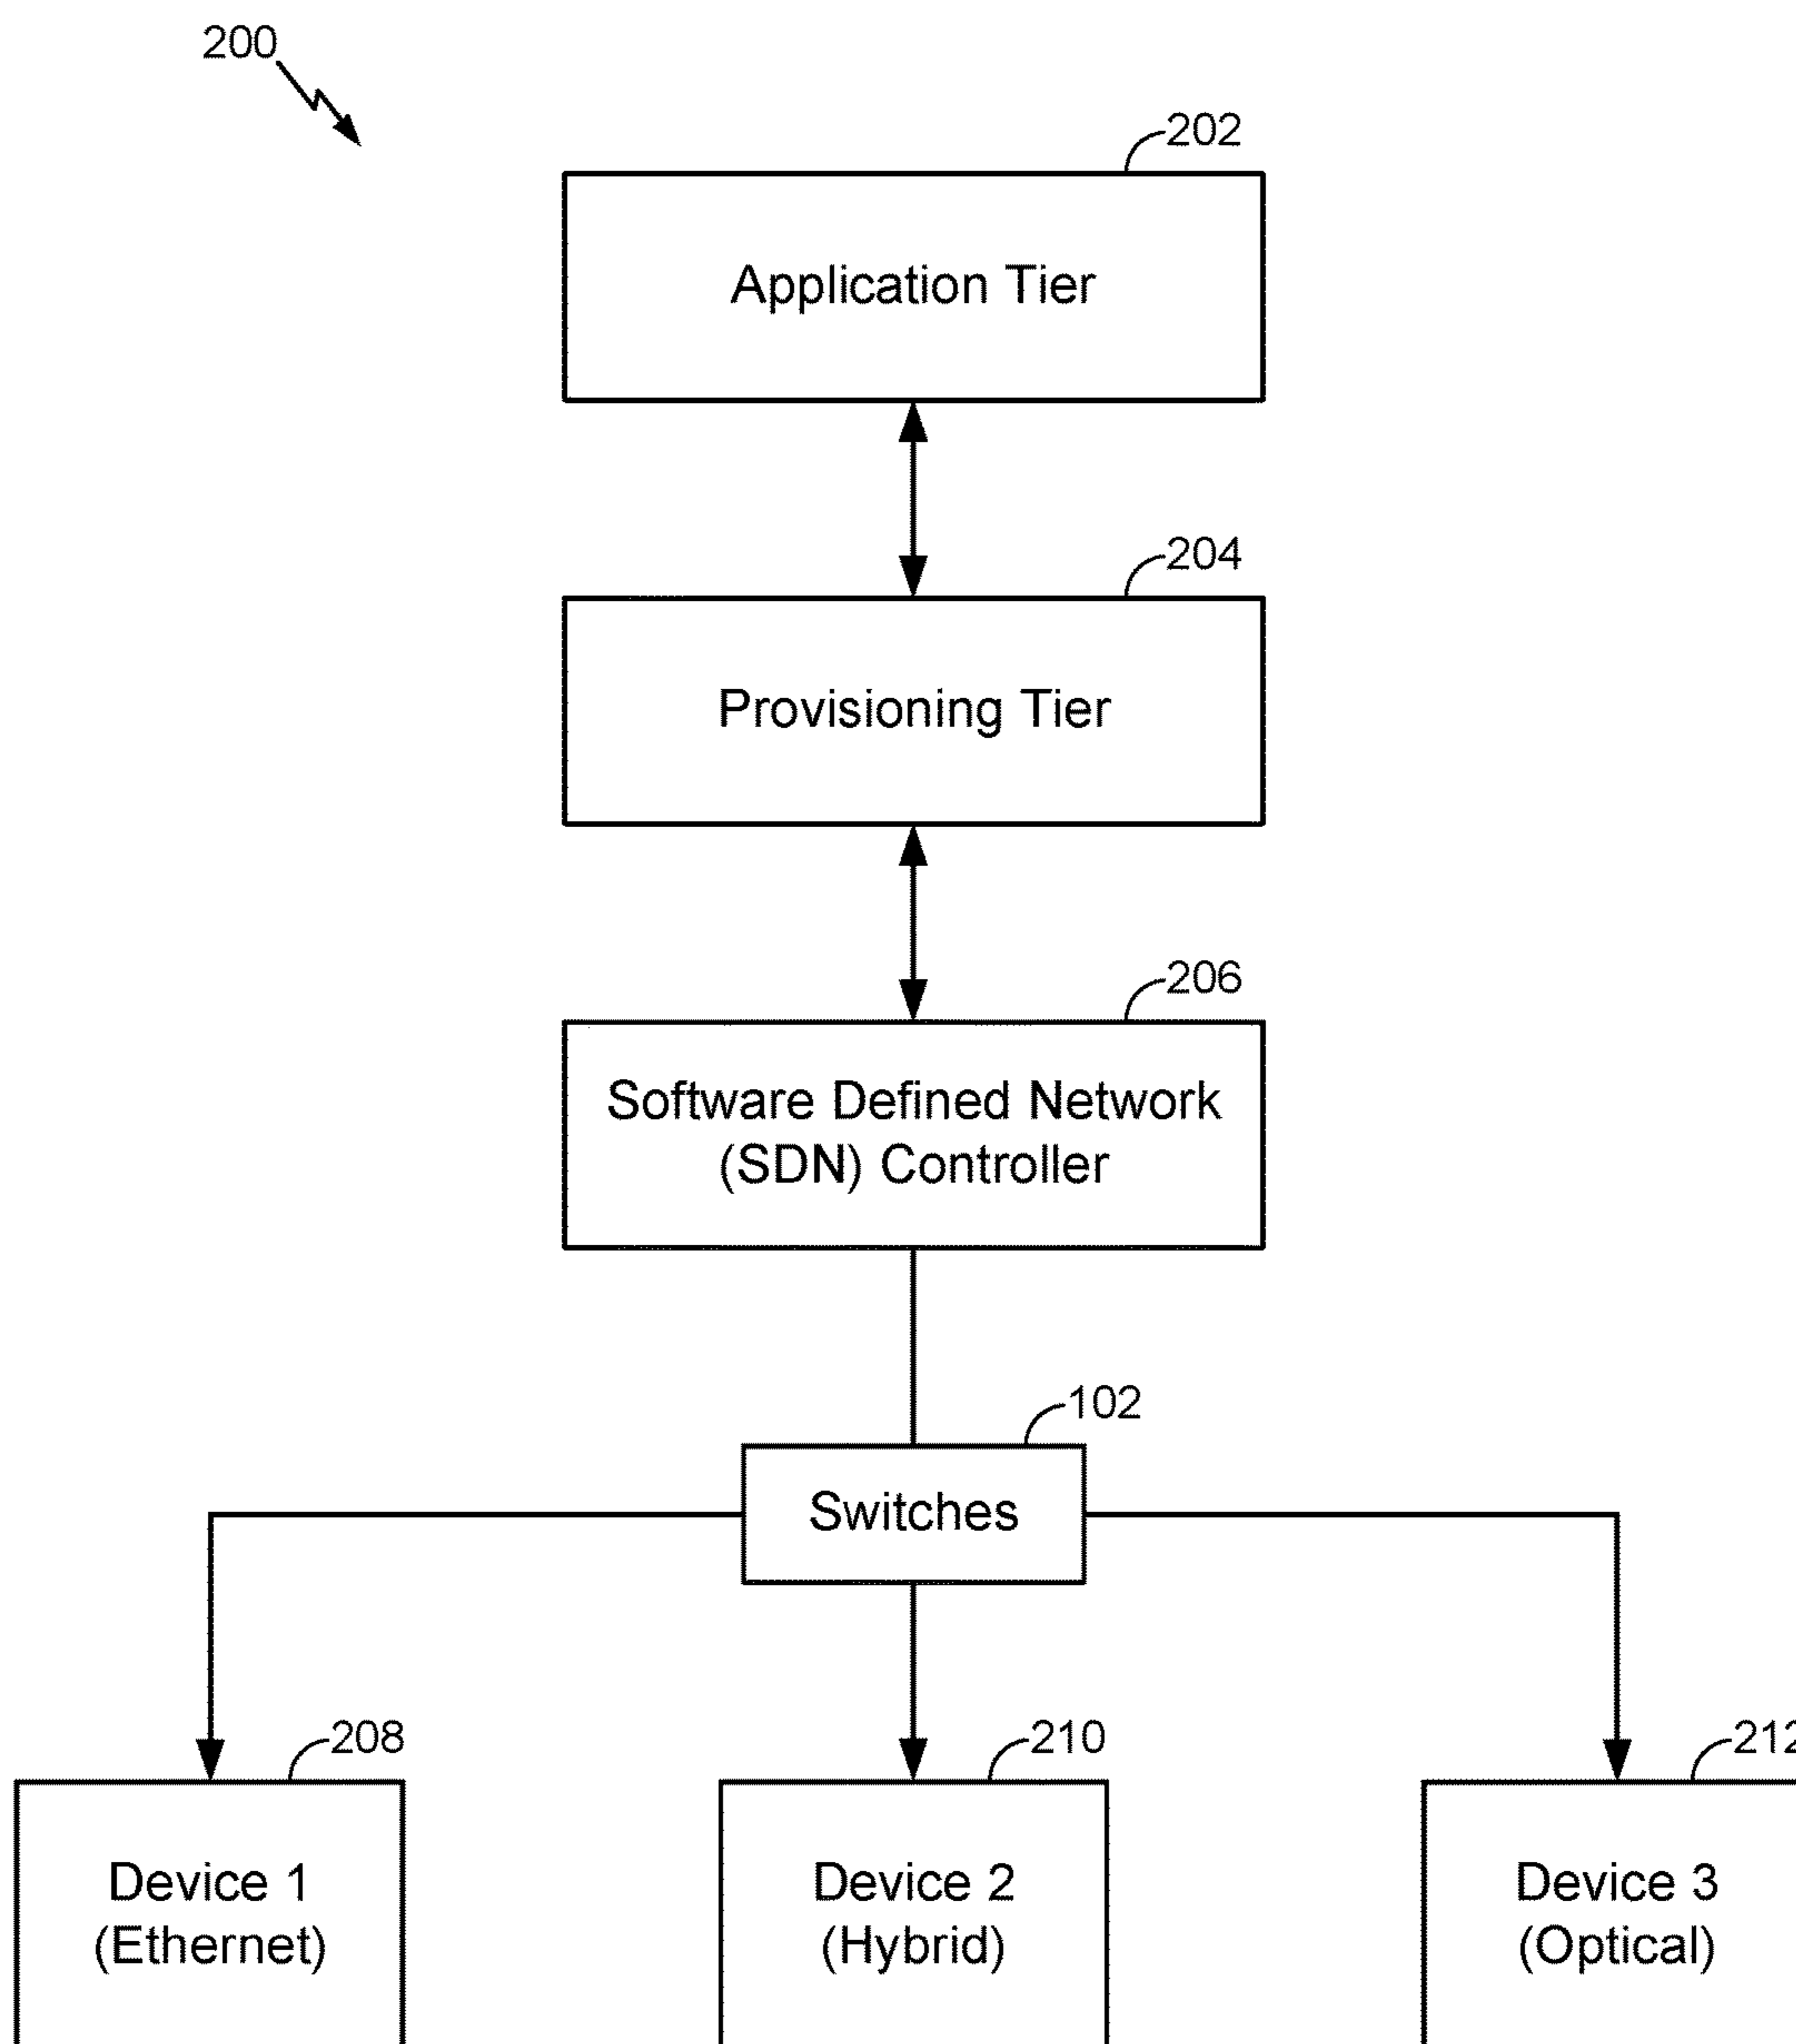 200
202
Application Tier
204
Provisioning Tier
206
Software Defined Network
(SDN) Controller
102
Switches
208
210
212
Device 1
(Ethernet)
Device 2
(Hybrid)
Device 3
(Optical)